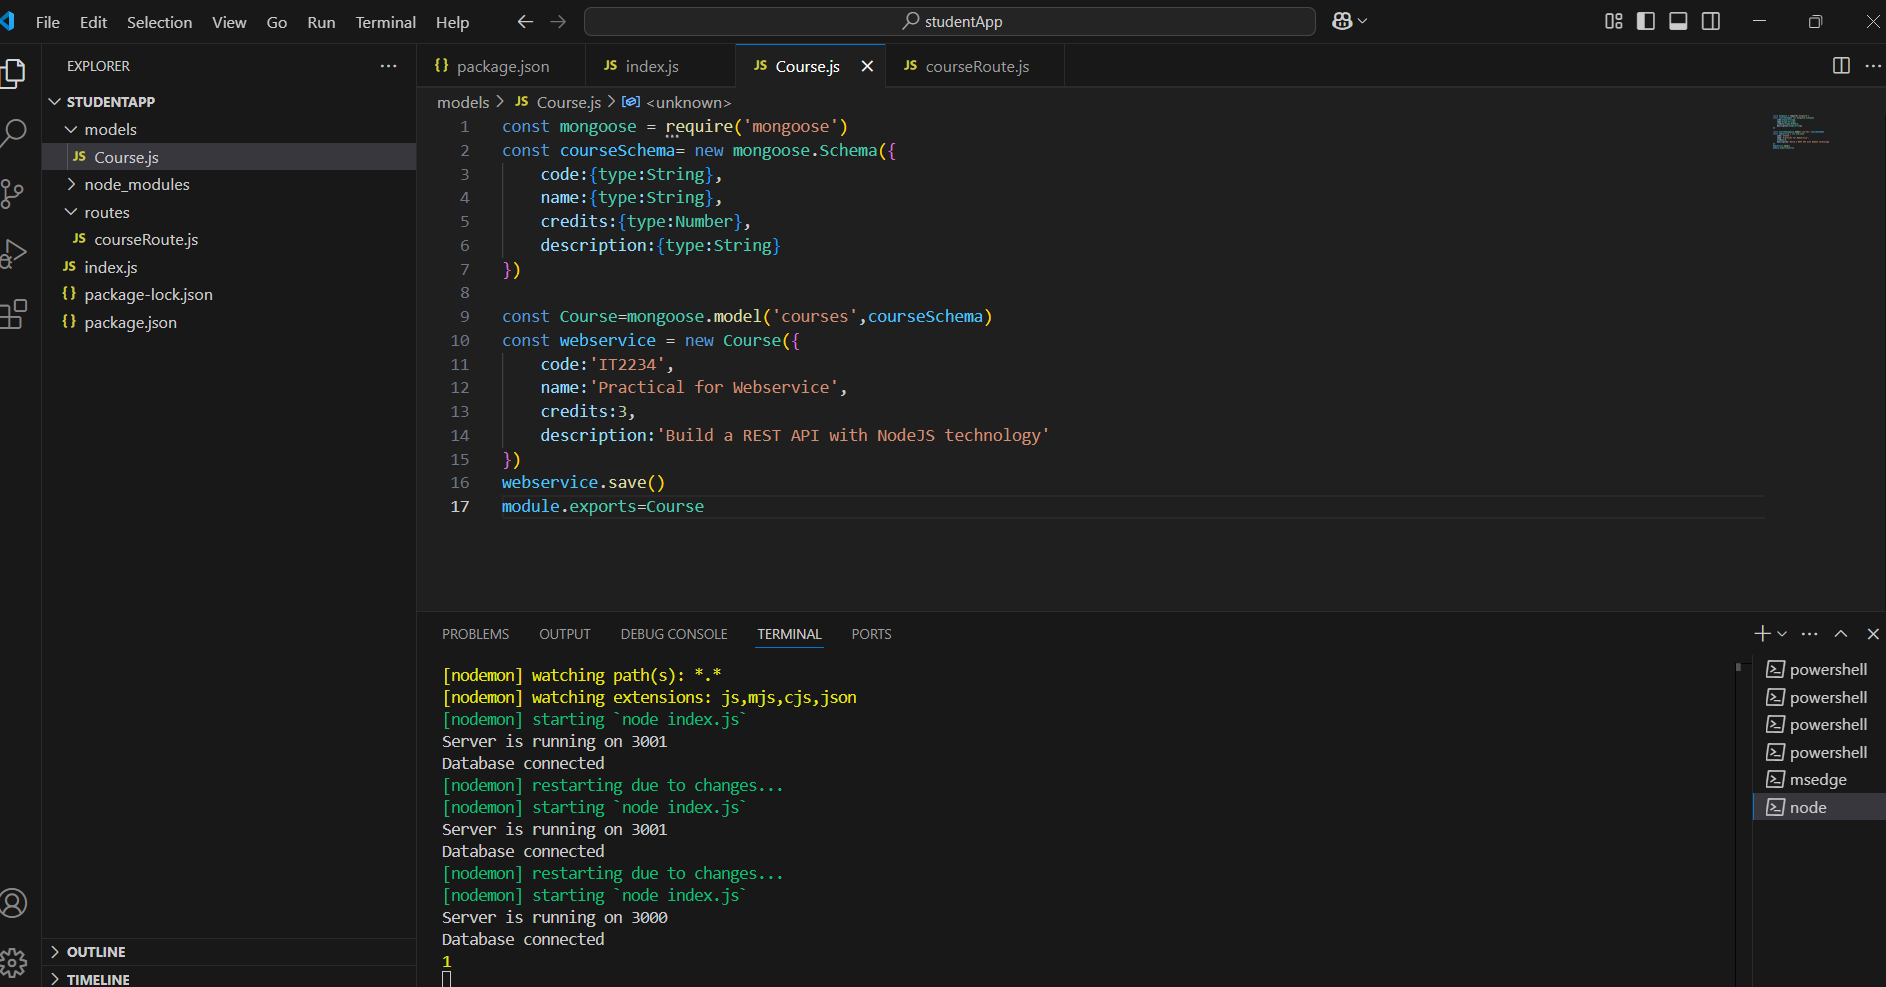 File Edit Selection View Go Run Terminal Help studentApp
EXPLORER
STUDENTAPP
models
JS Course.js
node_modules
routes
JS courseRoute.js
JS index.js
{} package-lock.json
{} package.json
OUTLINE
TIMELINE
{} package.json JS index.js JS Course.js JS courseRoute.js
models > JS Course.js > <unknown>
1 const mongoose = require('mongoose')
2 const courseSchema= new mongoose.Schema({
3 code:{type:String},
4 name:{type:String},
5 credits:{type:Number},
6 description:{type:String}
7 })
8
9 const Course=mongoose.model('courses',courseSchema)
10 const webservice = new Course({
11 code:'IT2234',
12 name:'Practical for Webservice',
13 credits:3,
14 description:'Build a REST API with NodeJS technology'
15 })
16 webservice.save()
17 module.exports=Course
PROBLEMS OUTPUT DEBUG CONSOLE TERMINAL PORTS
[nodemon] watching path(s): *.*
[nodemon] watching extensions: js,mjs,cjs,json
[nodemon] starting `node index.js`
Server is running on 3001
Database connected
[nodemon] restarting due to changes...
[nodemon] starting `node index.js`
Server is running on 3001
Database connected
[nodemon] restarting due to changes...
[nodemon] starting `node index.js`
Server is running on 3000
Database connected
1
powershell
powershell
powershell
powershell
msedge
node